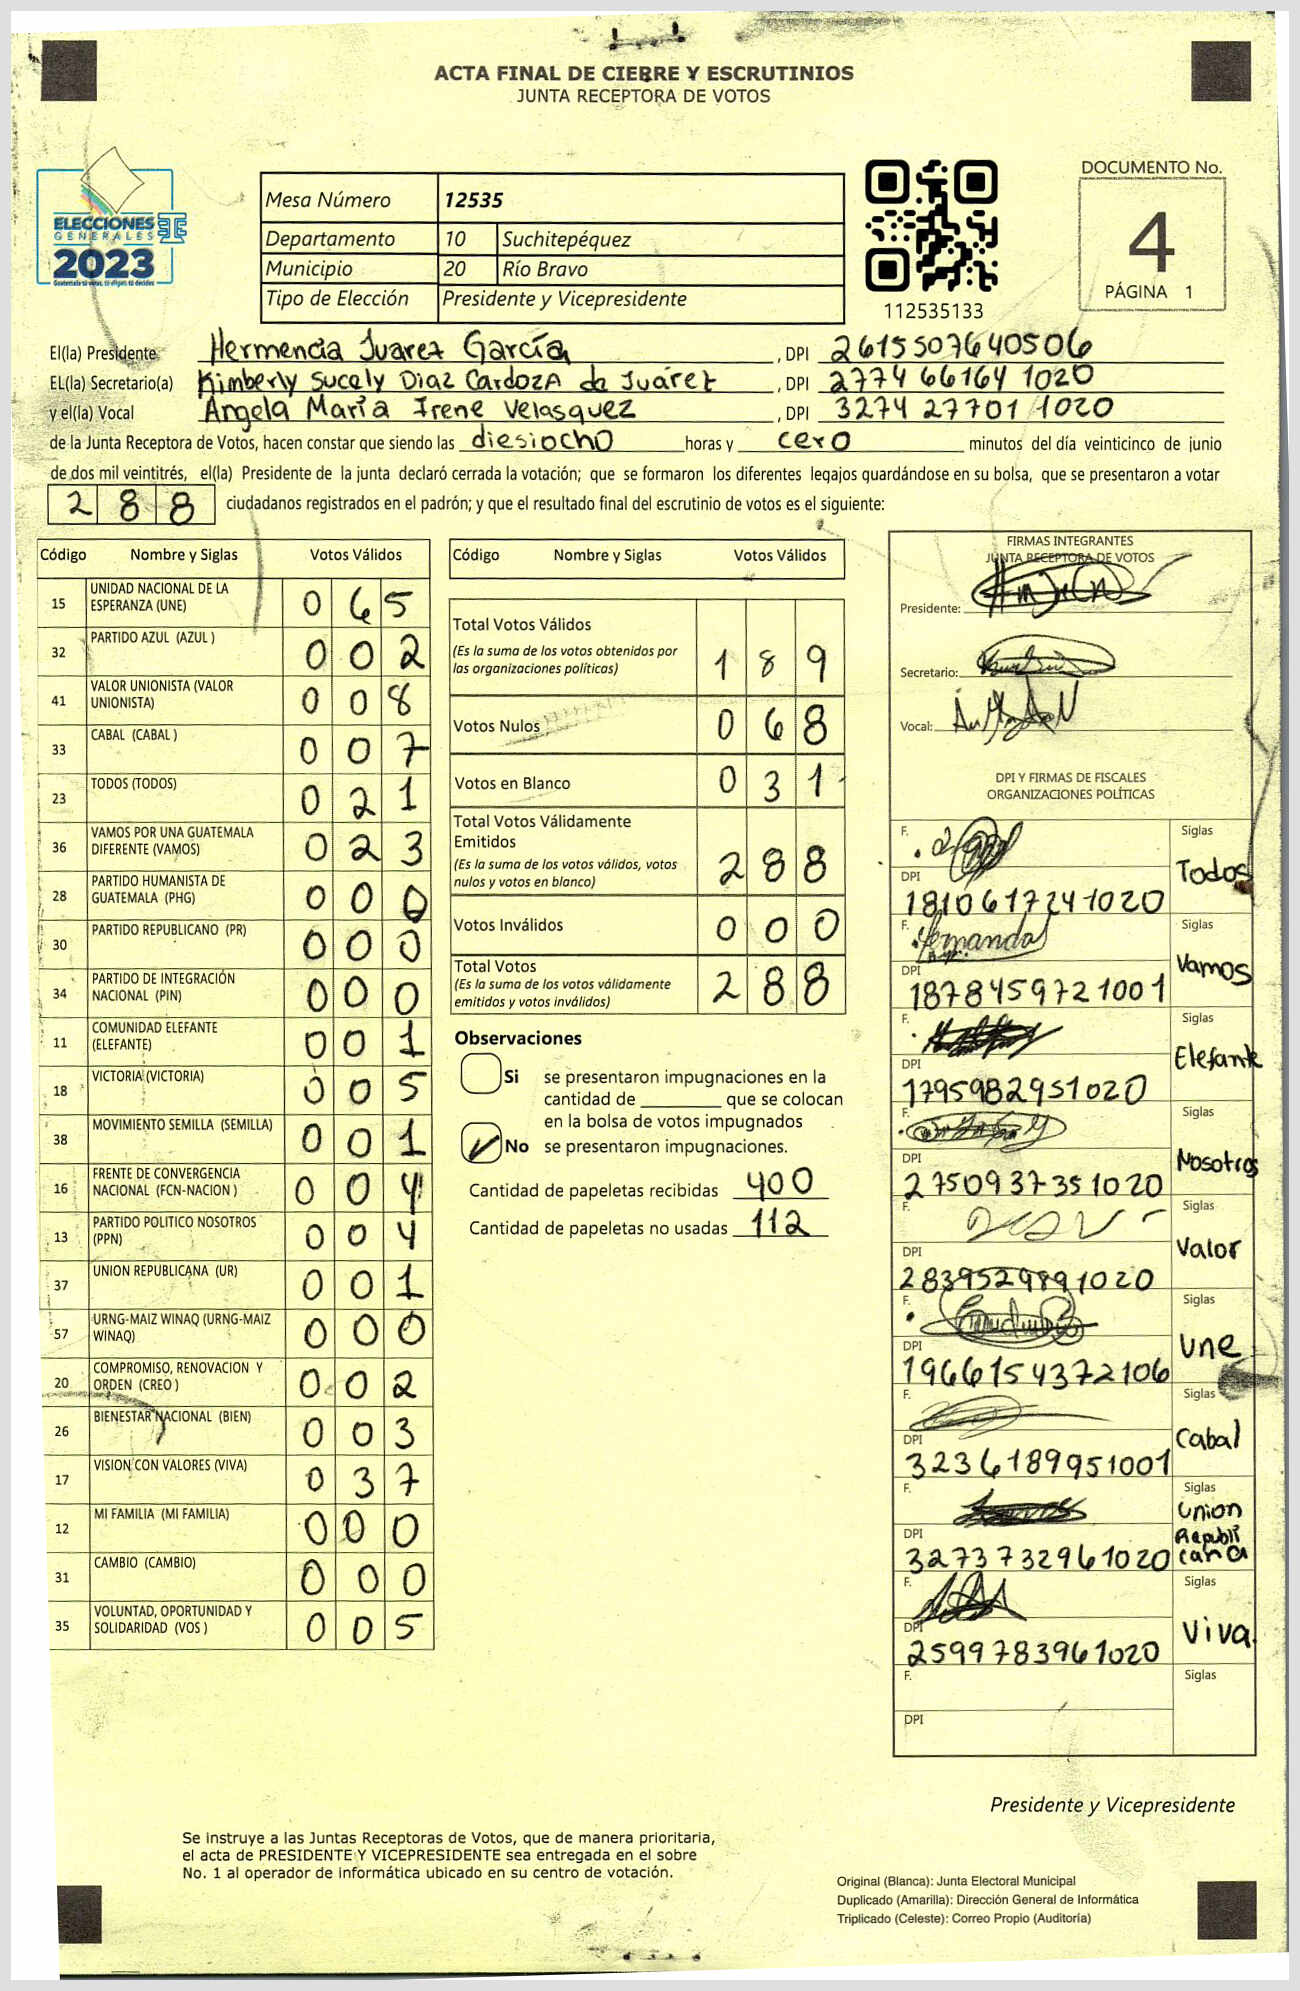 ACTA FINAL DE CIERRE Y ESCRUTINIOS
JUNTA RECEPTORA DE VOTOS
ELECCIONES
GENERALES
2023
Guatemala tú votas, tú eliges, tú decides
Mesa Número 12535
Departamento 10 Suchitepéquez
Municipio 20 Río Bravo
Tipo de Elección Presidente y Vicepresidente
112535133
DOCUMENTO No.
4
PÁGINA 1
El(la) Presidente Hermencia Juarez García, DPI 2615507640506
EL(la) Secretario(a) Kimberly Sucely Diaz Cardoza de Juárez, DPI 2774 66164 1020
y el(la) Vocal Angela María Irene Velasquez, DPI 3274 27701 1020
de la Junta Receptora de Votos, hacen constar que siendo las diesiocho horas y cero minutos del día veinticinco de junio
de dos mil veintitrés, el(la) Presidente de la junta declaró cerrada la votación; que se formaron los diferentes legajos guardándose en su bolsa, que se presentaron a votar
288 ciudadanos registrados en el padrón; y que el resultado final del escrutinio de votos es el siguiente:
Código Nombre y Siglas Votos Válidos
15 UNIDAD NACIONAL DE LA ESPERANZA (UNE) 0 6 5
32 PARTIDO AZUL (AZUL ) 0 0 2
41 VALOR UNIONISTA (VALOR UNIONISTA) 0 0 8
33 CABAL (CABAL ) 0 0 7
23 TODOS (TODOS) 0 2 1
36 VAMOS POR UNA GUATEMALA DIFERENTE (VAMOS) 0 2 3
28 PARTIDO HUMANISTA DE GUATEMALA (PHG) 0 0 0
30 PARTIDO REPUBLICANO (PR) 0 0 0
34 PARTIDO DE INTEGRACIÓN NACIONAL (PIN) 0 0 0
11 COMUNIDAD ELEFANTE (ELEFANTE) 0 0 1
18 VICTORIA (VICTORIA) 0 0 5
38 MOVIMIENTO SEMILLA (SEMILLA) 0 0 1
16 FRENTE DE CONVERGENCIA NACIONAL (FCN-NACION ) 0 0 4
13 PARTIDO POLITICO NOSOTROS (PPN) 0 0 4
37 UNION REPUBLICANA (UR) 0 0 1
57 URNG-MAIZ WINAQ (URNG-MAIZ WINAQ) 0 0 0
20 COMPROMISO, RENOVACION Y ORDEN (CREO ) 0 0 2
26 BIENESTAR NACIONAL (BIEN) 0 0 3
17 VISION CON VALORES (VIVA) 0 3 7
12 MI FAMILIA (MI FAMILIA) 0 0 0
31 CAMBIO (CAMBIO) 0 0 0
35 VOLUNTAD, OPORTUNIDAD Y SOLIDARIDAD (VOS ) 0 0 5
Código Nombre y Siglas Votos Válidos
Total Votos Válidos
(Es la suma de los votos obtenidos por
las organizaciones políticas) 1 8 9
Votos Nulos 0 6 8
Votos en Blanco 0 3 1
Total Votos Válidamente
Emitidos
(Es la suma de los votos válidos, votos
nulos y votos en blanco) 2 8 8
Votos Inválidos 0 0 0
Total Votos
(Es la suma de los votos válidamente
emitidos y votos inválidos) 2 8 8
Observaciones
Si se presentaron impugnaciones en la
cantidad de ________ que se colocan
en la bolsa de votos impugnados
No se presentaron impugnaciones.
Cantidad de papeletas recibidas 400
Cantidad de papeletas no usadas 112
FIRMAS INTEGRANTES
JUNTA RECEPTORA DE VOTOS
Presidente:
Secretario:
Vocal:
DPI Y FIRMAS DE FISCALES
ORGANIZACIONES POLÍTICAS
F. Siglas
Todos
DPI 1810617241020
F. Siglas
Vamos
DPI 1878459721001
F. Siglas
Elefante
DPI 1795982951020
F. Siglas
Nosotros
DPI 2750937351020
F. Siglas
Valor
DPI 2839529891020
F. Siglas
Une
DPI 1966154372106
F. Siglas
Cabal
DPI 3236189951001
F. Siglas
Union
Republi
cana
DPI 3273732961020
F. Siglas
Viva
DPI 2599783961020
F. Siglas
DPI
Presidente y Vicepresidente
Se instruye a las Juntas Receptoras de Votos, que de manera prioritaria,
el acta de PRESIDENTE Y VICEPRESIDENTE sea entregada en el sobre
No. 1 al operador de informática ubicado en su centro de votación.
Original (Blanca): Junta Electoral Municipal
Duplicado (Amarilla): Dirección General de Informática
Triplicado (Celeste): Correo Propio (Auditoría)